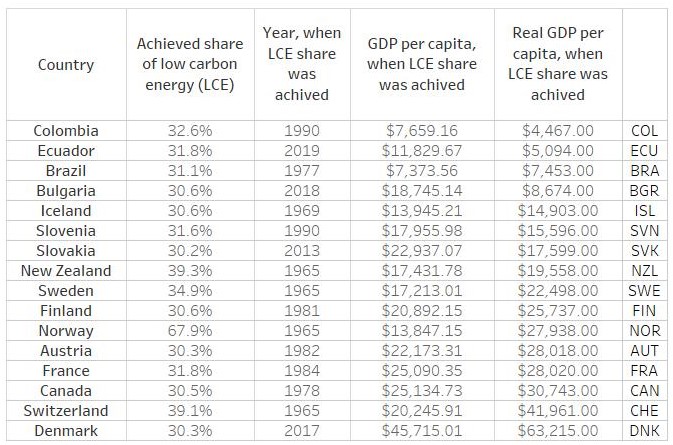 Country Achieved share of low carbon energy (LCE) Year, when LCE share was achived GDP per capita, when LCE share was achived Real GDP per capita, when LCE share was achived
Colombia 32.6% 1990 $7,659.16 $4,467.00 COL
Ecuador 31.8% 2019 $11,829.67 $5,094.00 ECU
Brazil 31.1% 1977 $7,373.56 $7,453.00 BRA
Bulgaria 30.6% 2018 $18,745.14 $8,674.00 BGR
Iceland 30.6% 1969 $13,945.21 $14,903.00 ISL
Slovenia 31.6% 1990 $17,955.98 $15,596.00 SVN
Slovakia 30.2% 2013 $22,937.07 $17,599.00 SVK
New Zealand 39.3% 1965 $17,431.78 $19,558.00 NZL
Sweden 34.9% 1965 $17,213.01 $22,498.00 SWE
Finland 30.6% 1981 $20,892.15 $25,737.00 FIN
Norway 67.9% 1965 $13,847.15 $27,938.00 NOR
Austria 30.3% 1982 $22,173.31 $28,018.00 AUT
France 31.8% 1984 $25,090.35 $28,020.00 FRA
Canada 30.5% 1978 $25,134.73 $30,743.00 CAN
Switzerland 39.1% 1965 $20,245.91 $41,961.00 CHE
Denmark 30.3% 2017 $45,715.01 $63,215.00 DNK